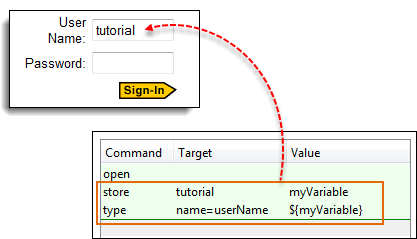 User
Name: tutorial
Password:
Sign-In
Command Target Value
open
store tutorial myVariable
type name=userName ${myVariable}